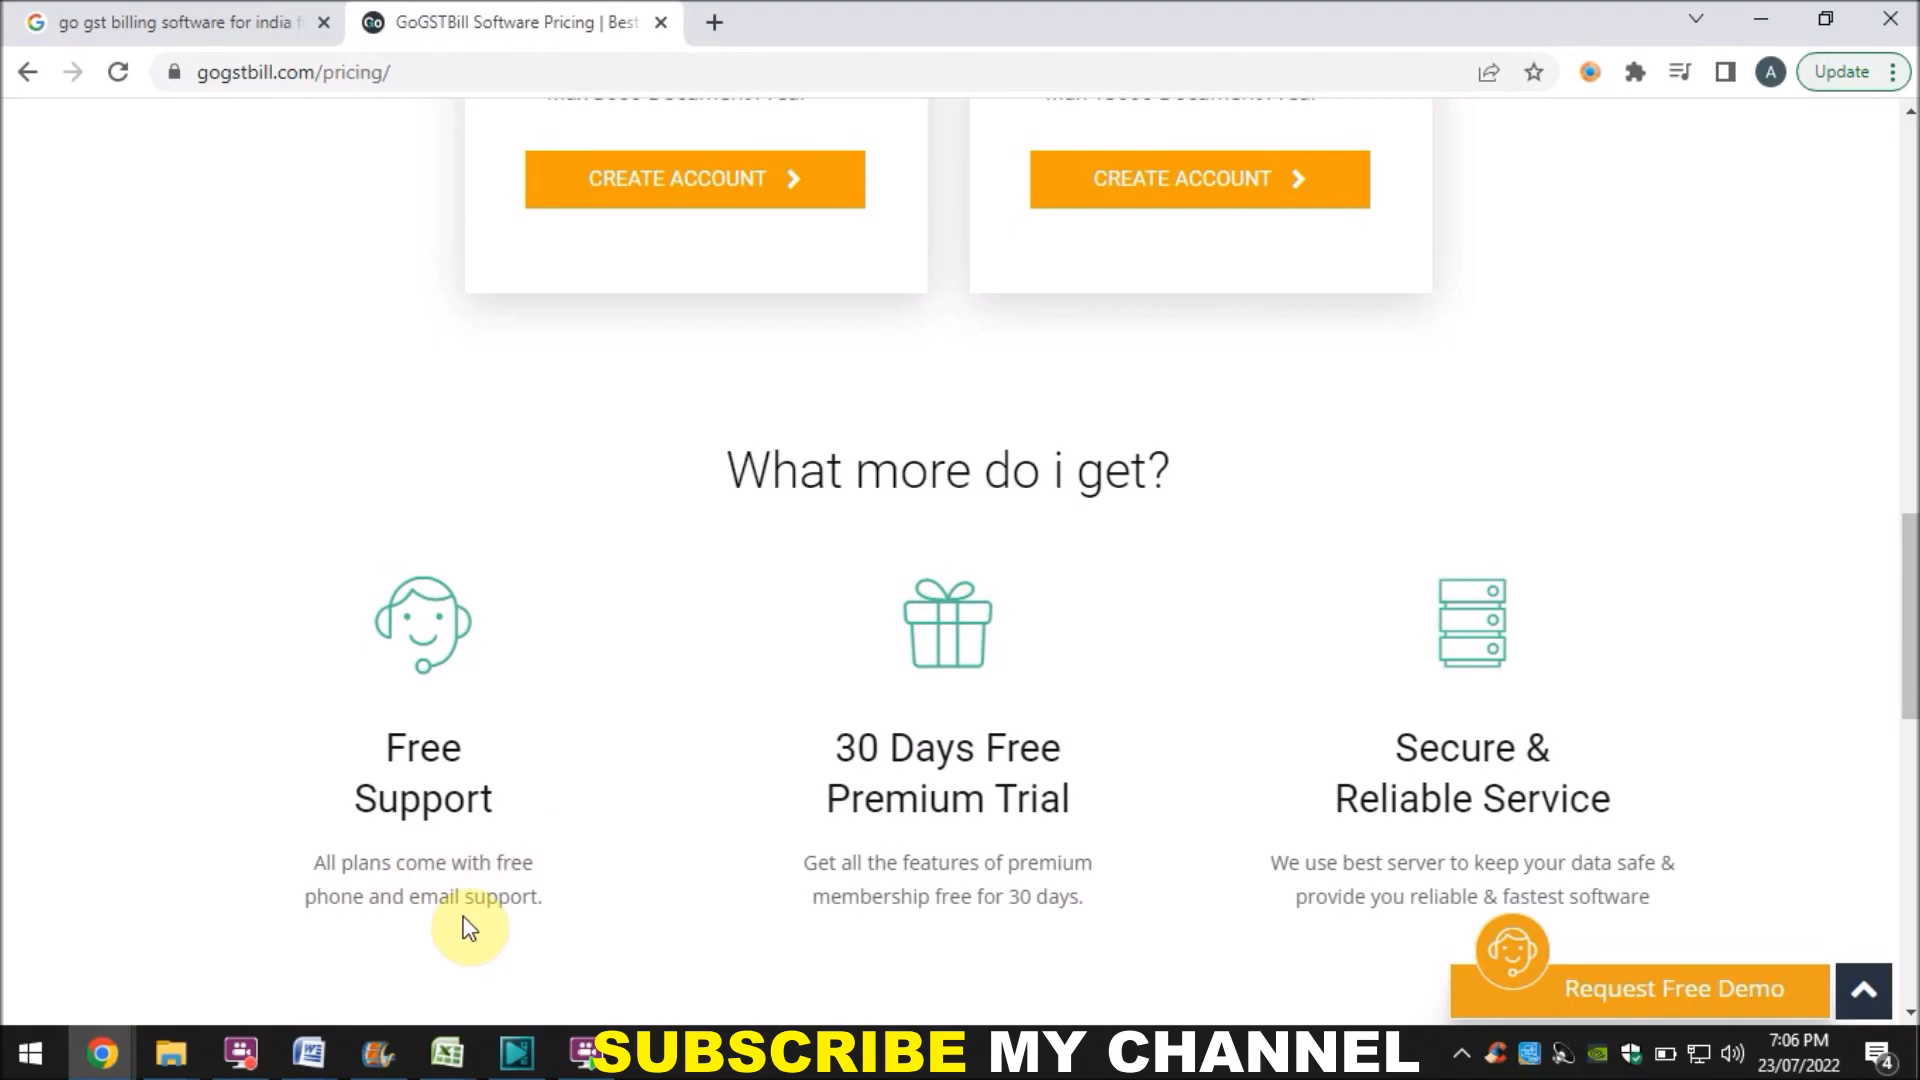 go gst billing software for india f
GoGSTBill Software Pricing | Best
gogstbill.com/pricing/
A
Update
CREATE ACCOUNT
CREATE ACCOUNT
What more do i get?
Free
Support
All plans come with free
phone and email support.
30 Days Free
Premium Trial
Get all the features of premium
membership free for 30 days.
Secure &
Reliable Service
We use best server to keep your data safe &
provide you reliable & fastest software
Request Free Demo
SUBSCRIBE MY CHANNEL
7:06 PM
23/07/2022
4